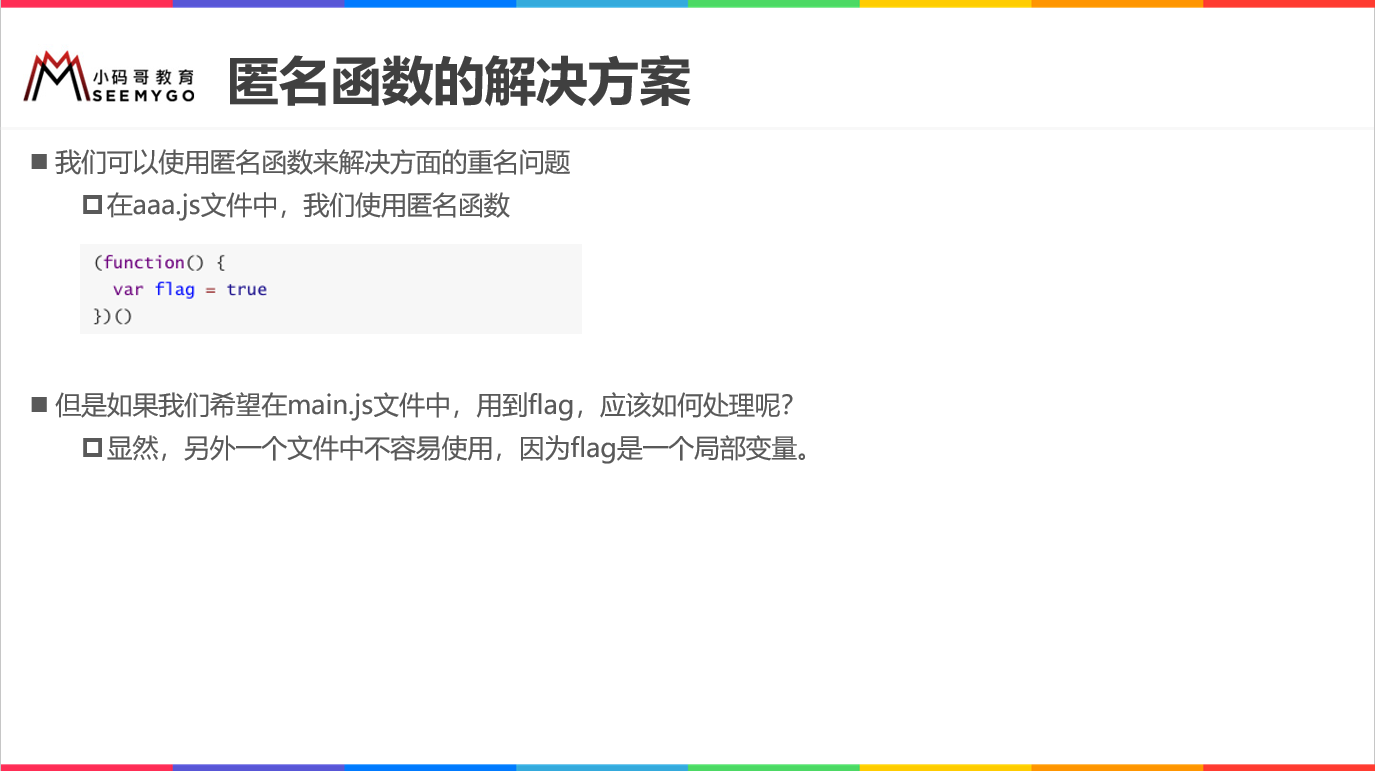 小码哥教育
SEEMYGO
匿名函数的解决方案
我们可以使用匿名函数来解决方面的重名问题
在aaa.js文件中，我们使用匿名函数
(function() {
  var flag = true
})()
但是如果我们希望在main.js文件中，用到flag，应该如何处理呢？
显然，另外一个文件中不容易使用，因为flag是一个局部变量。